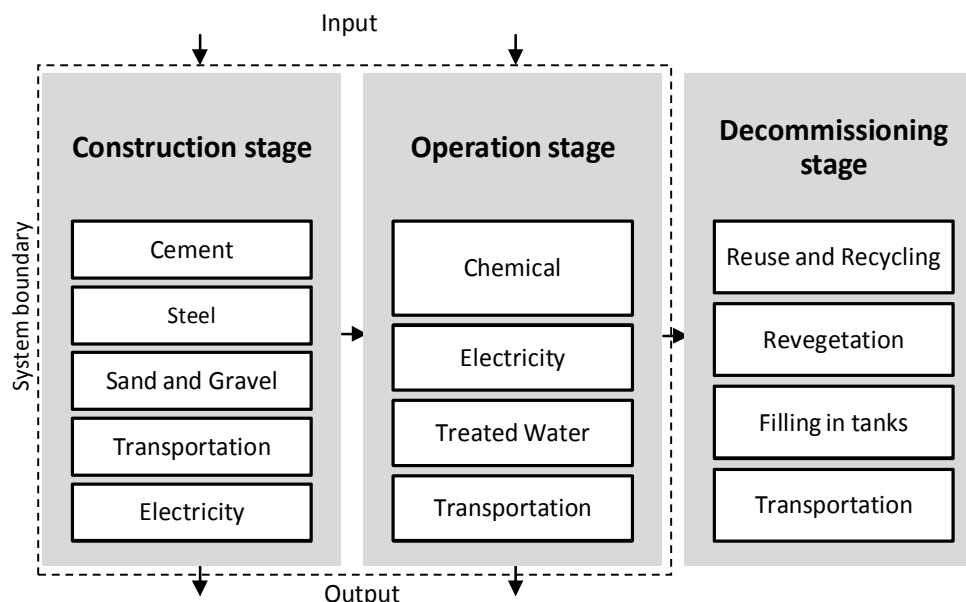 Input
System boundary
Construction stage
Cement
Steel
Sand and Gravel
Transportation
Electricity
Operation stage
Chemical
Electricity
Treated Water
Transportation
Decommissioning
stage
Reuse and Recycling
Revegetation
Filling in tanks
Transportation
Output